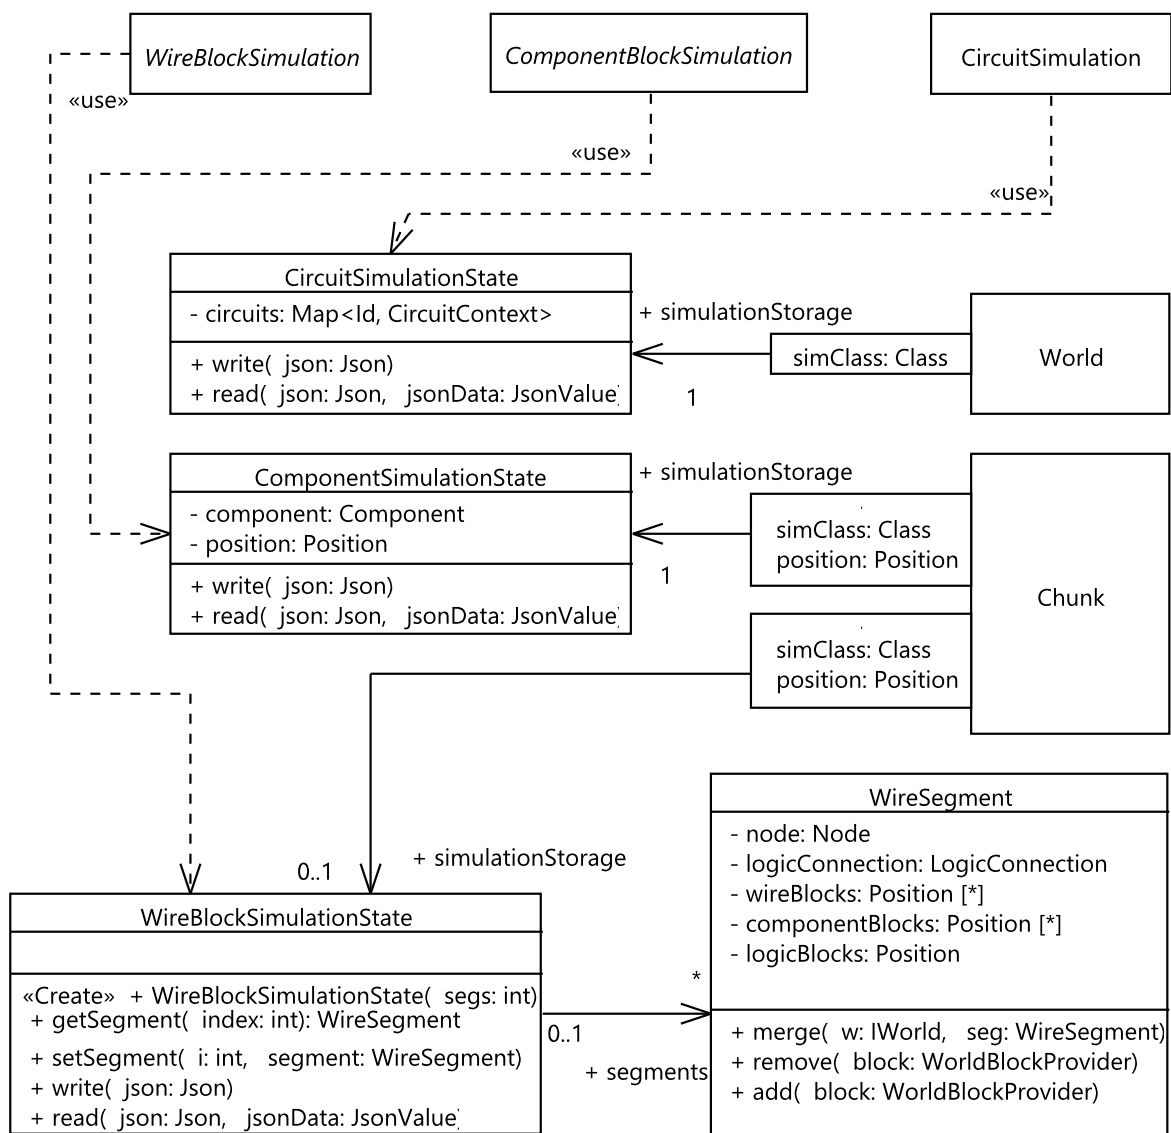 WireBlockSimulation
ComponentBlockSimulation
CircuitSimulation
«use»
«use»
«use»
CircuitSimulationState
- circuits: Map<Id, CircuitContext>
+ write( json: Json)
+ read( json: Json, jsonData: JsonValue)
+ simulationStorage
1
simClass: Class
World
ComponentSimulationState
- component: Component
- position: Position
+ write( json: Json)
+ read( json: Json, jsonData: JsonValue)
+ simulationStorage
1
simClass: Class
position: Position
Chunk
simClass: Class
position: Position
0..1
+ simulationStorage
WireBlockSimulationState
«Create» + WireBlockSimulationState( segs: int)
+ getSegment( index: int): WireSegment
+ setSegment( i: int, segment: WireSegment)
+ write( json: Json)
+ read( json: Json, jsonData: JsonValue)
*
0..1
+ segments
WireSegment
- node: Node
- logicConnection: LogicConnection
- wireBlocks: Position [*]
- componentBlocks: Position [*]
- logicBlocks: Position
+ merge( w: IWorld, seg: WireSegment)
+ remove( block: WorldBlockProvider)
+ add( block: WorldBlockProvider)